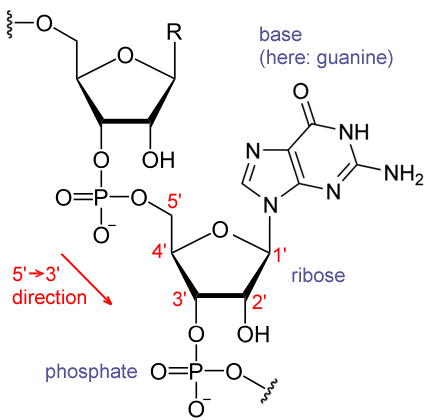 O
R
base
(here: guanine)
O
O
O
NH
O
OH
N
N
N
NH₂
O=P-O
5'
O⁻
O
4'
1'
5'→3'
direction
ribose
3'
2'
O
OH
phosphate
O=P-O
O⁻